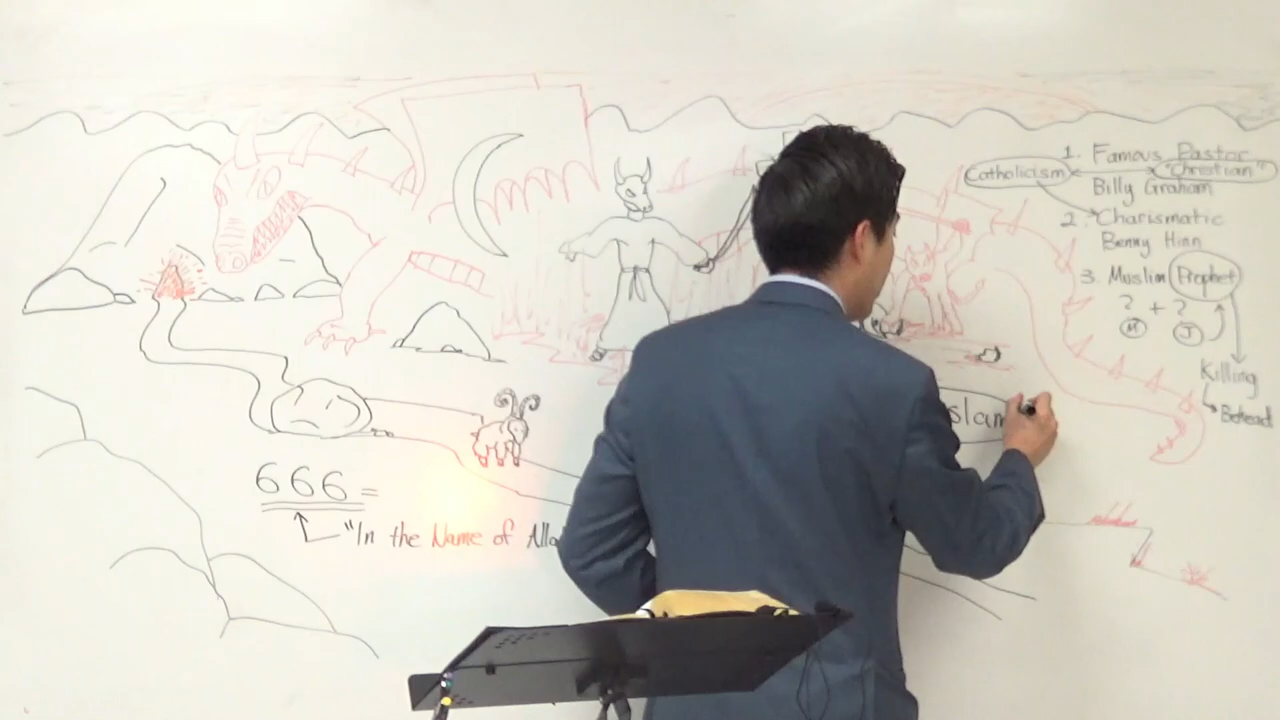 666 =
"In the Name of Alla
slam
1. Famous Pastor
Catholicism
"Christian"
Billy Graham
2. Charismatic
Benny Hinn
3. Muslim Prophet
? + ?
M J
Killing
Behead